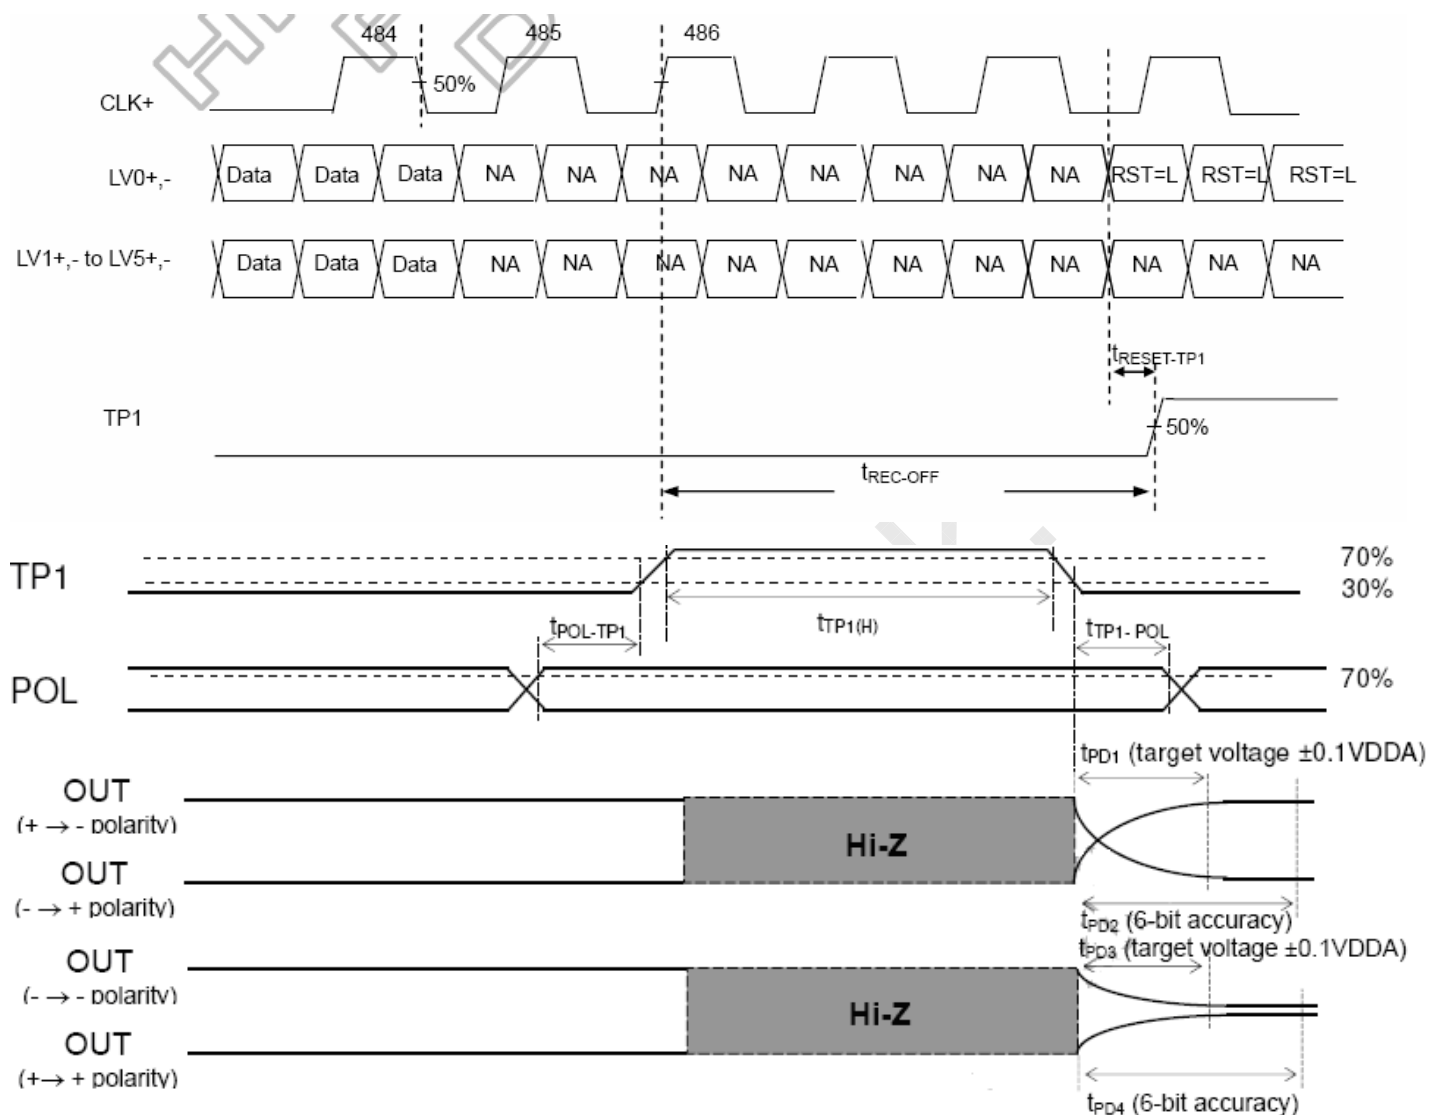 484 485 486
50%
CLK+
LV0+,- Data Data Data NA NA NA NA NA NA NA NA RST=L RST=L RST=L
LV1+,- to LV5+,- Data Data Data NA NA NA NA NA NA NA NA NA NA NA
tRESET-TP1
TP1
50%
tREC-OFF
TP1
70%
30%
tPOL-TP1 tTP1(H) tTP1- POL
POL
70%
tPD1 (target voltage ±0.1VDDA)
OUT
(+ → - polarity)
Hi-Z
OUT
(- → + polarity)
tPD2 (6-bit accuracy)
tPD3 (target voltage ±0.1VDDA)
OUT
(- → - polarity)
Hi-Z
OUT
(+→ + polarity)
tPD4 (6-bit accuracy)